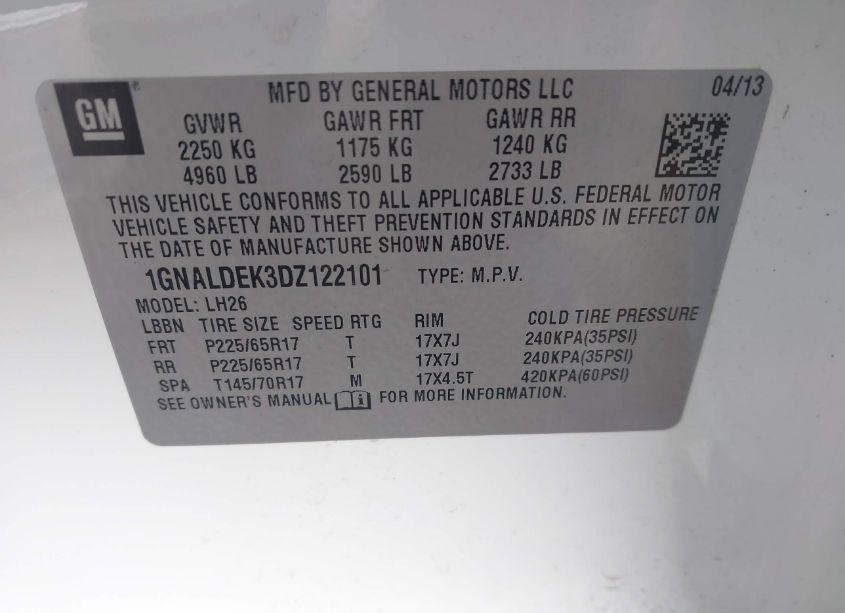 GM
MFD BY GENERAL MOTORS LLC 04/13
GVWR GAWR FRT GAWR RR
2250 KG 1175 KG 1240 KG
4960 LB 2590 LB 2733 LB
THIS VEHICLE CONFORMS TO ALL APPLICABLE U.S. FEDERAL MOTOR
VEHICLE SAFETY AND THEFT PREVENTION STANDARDS IN EFFECT ON
THE DATE OF MANUFACTURE SHOWN ABOVE.
1GNALDEK3DZ122101 TYPE: M.P.V.
MODEL: LH26
LBBN TIRE SIZE SPEED RTG RIM COLD TIRE PRESSURE
FRT P225/65R17 T 17X7J 240KPA(35PSI)
RR P225/65R17 T 17X7J 240KPA(35PSI)
SPA T145/70R17 M 17X4.5T 420KPA(60PSI)
SEE OWNER'S MANUAL FOR MORE INFORMATION.